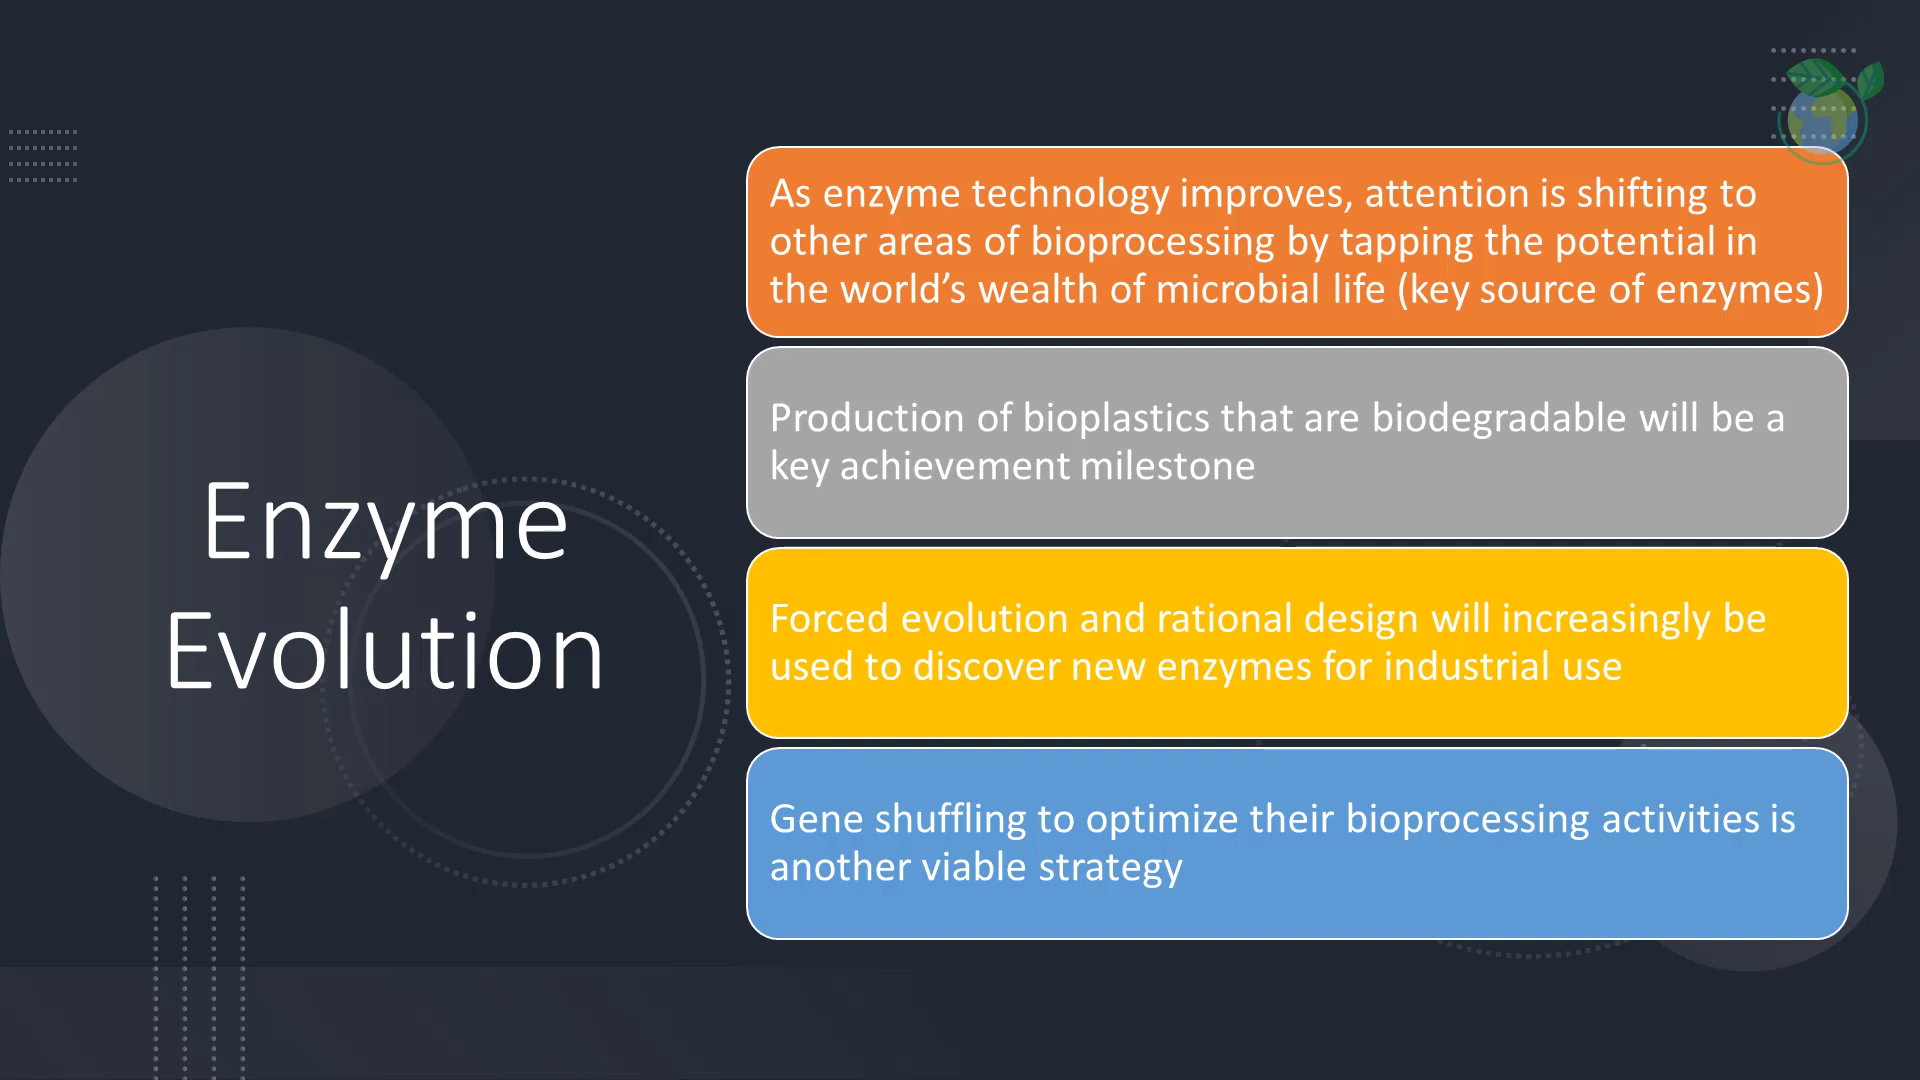 Enzyme
Evolution
As enzyme technology improves, attention is shifting to
other areas of bioprocessing by tapping the potential in
the world’s wealth of microbial life (key source of enzymes)
Production of bioplastics that are biodegradable will be a
key achievement milestone
Forced evolution and rational design will increasingly be
used to discover new enzymes for industrial use
Gene shuffling to optimize their bioprocessing activities is
another viable strategy